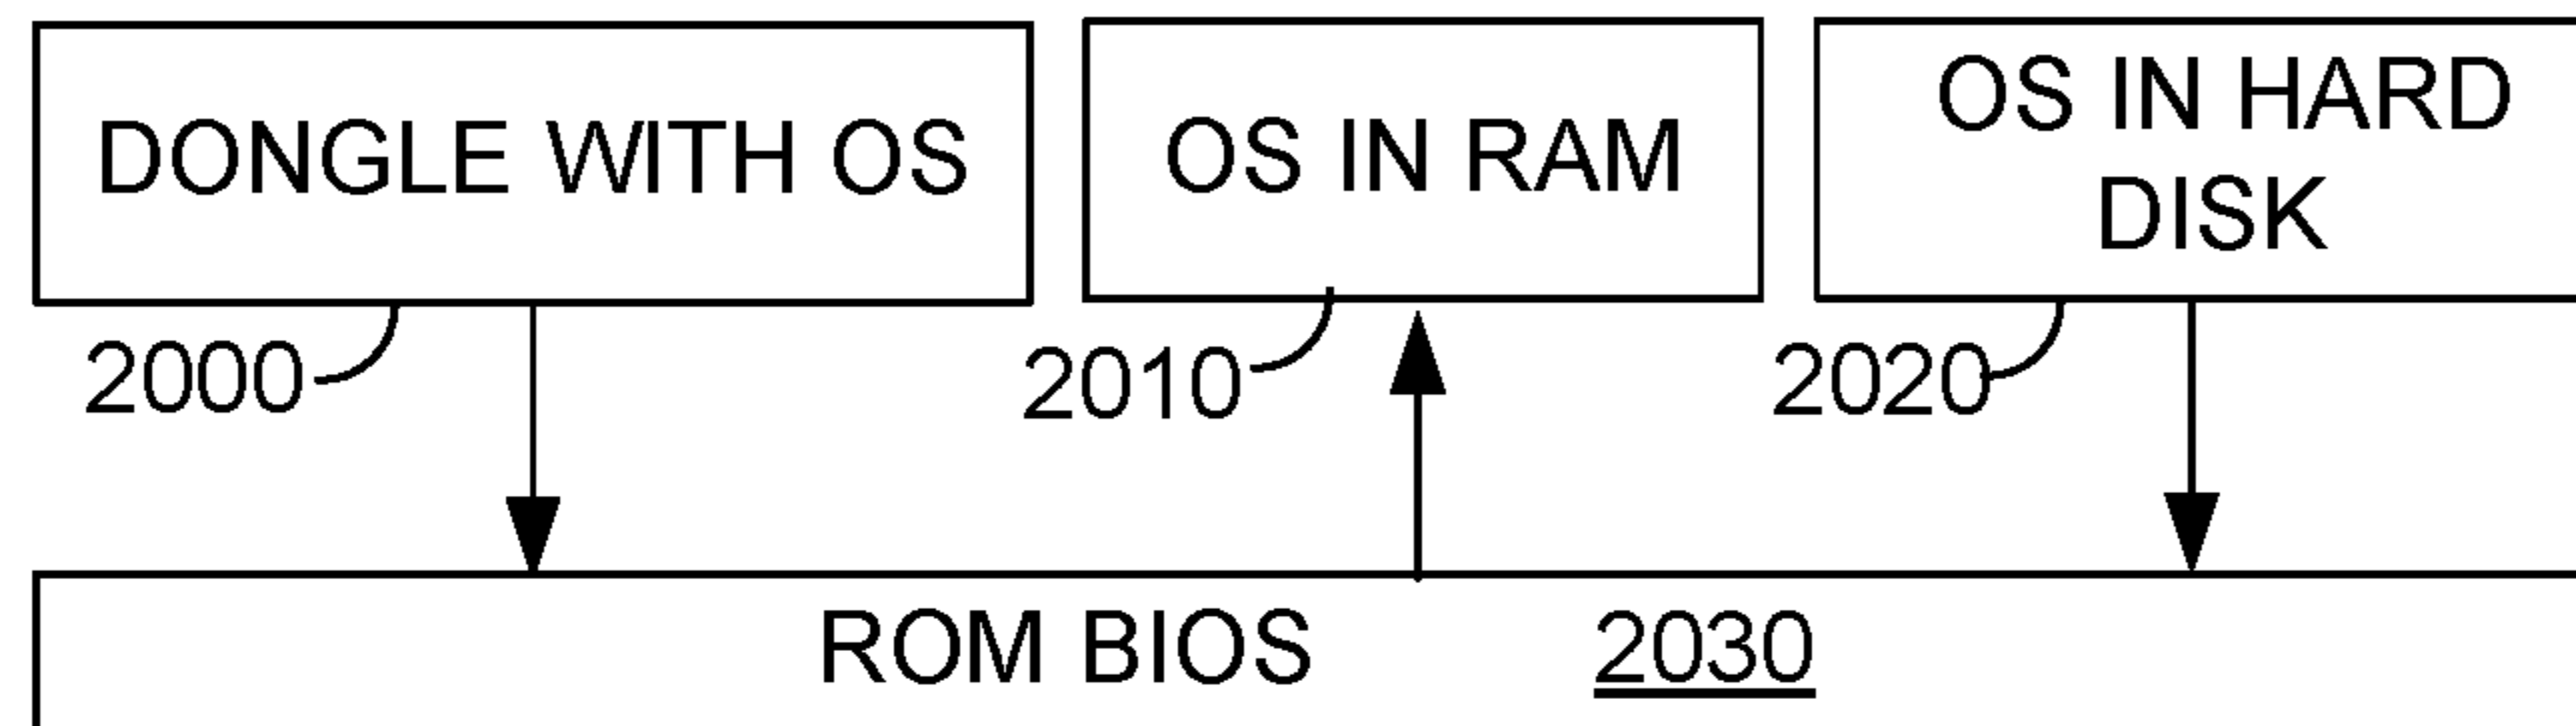 DONGLE WITH OS
OS IN RAM
OS IN HARD
DISK
2000
2010
2020
ROM BIOS 2030